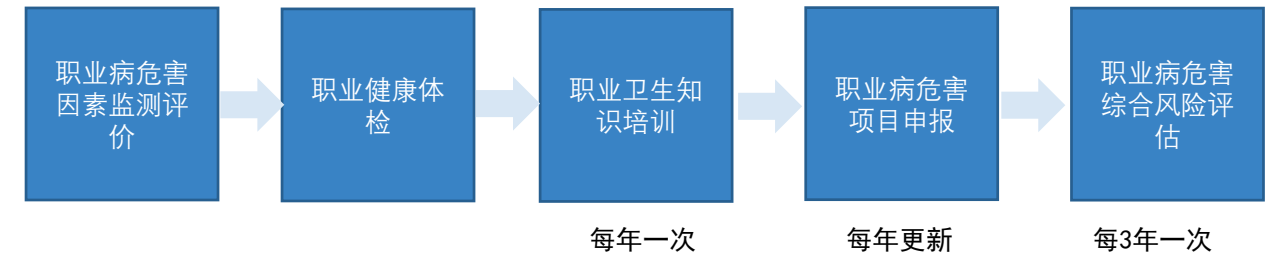 职业病危害
因素监测评
价
职业健康体
检
职业卫生知
识培训
职业病危害
项目申报
职业病危害
综合风险评
估
每年一次
每年更新
每3年一次